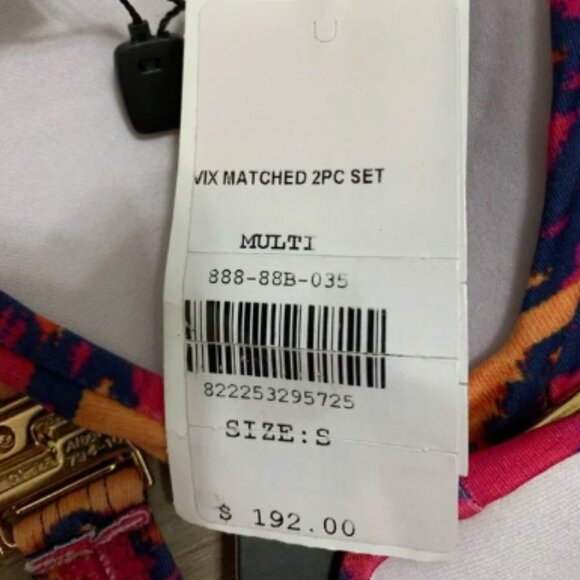 VIX MATCHED 2PC SET
MULTI
888-88B-035
822253295725
SIZE:S
$ 192.00